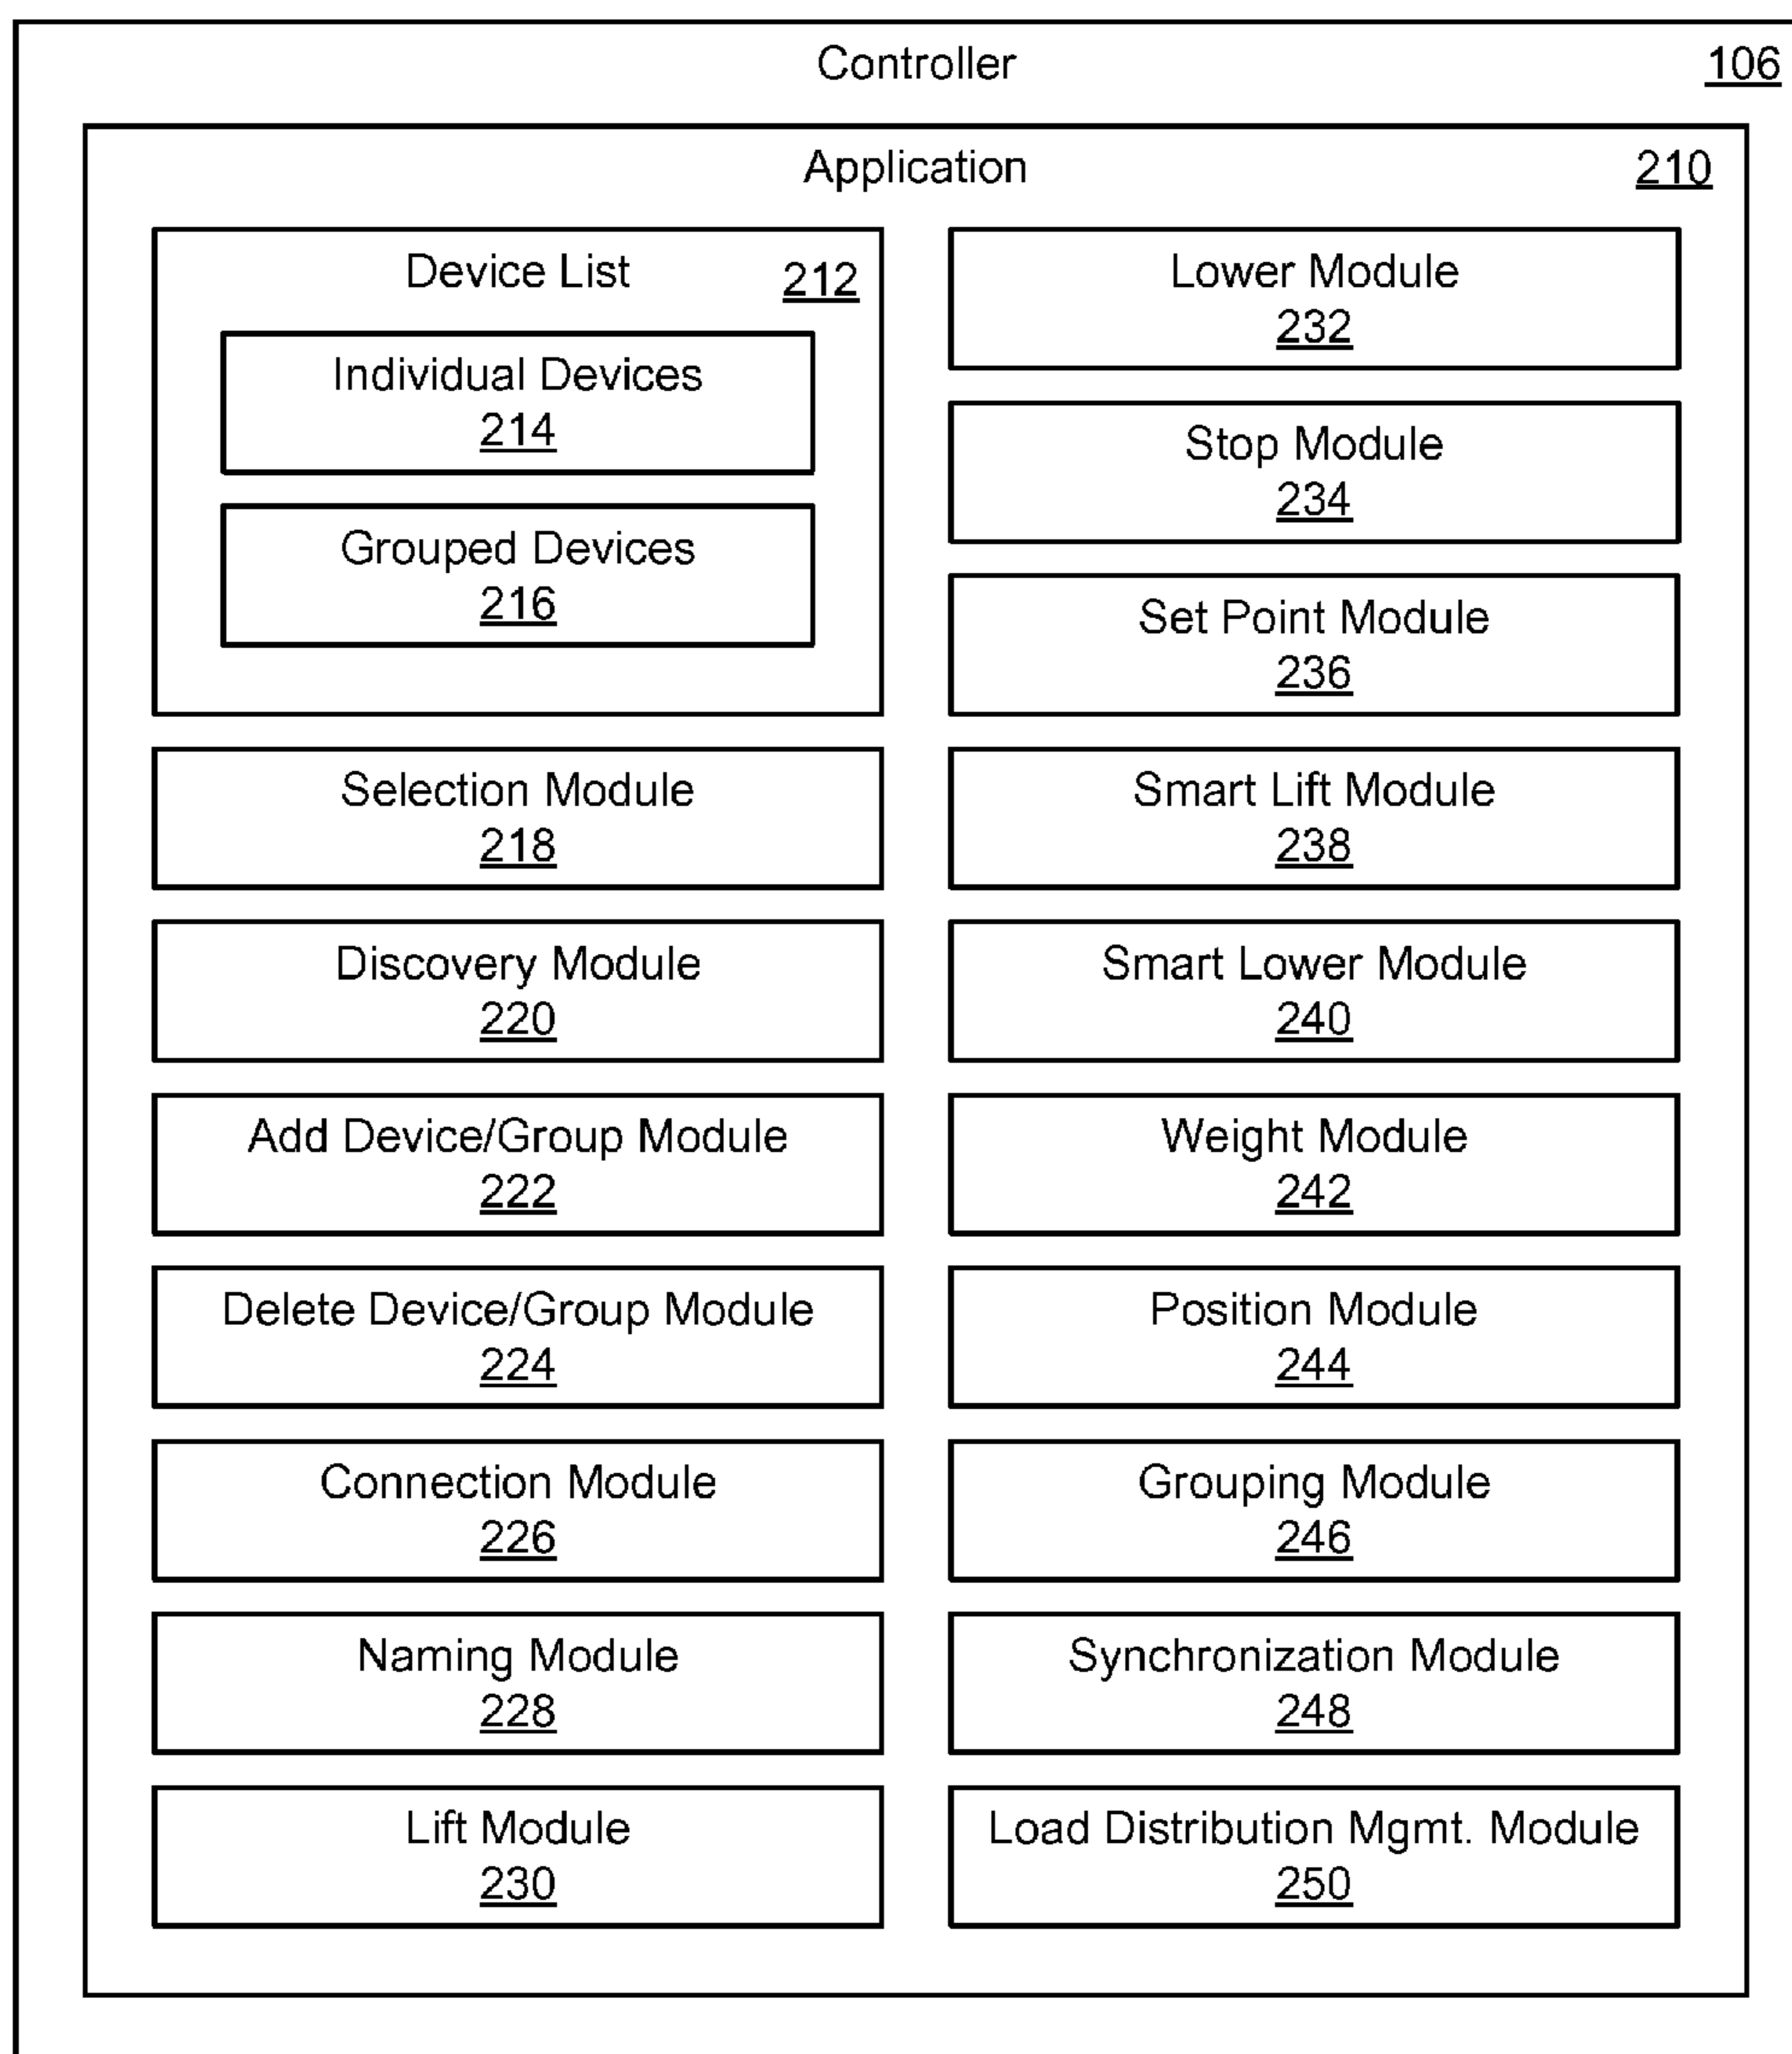 Controller 106
Application 210
Device List 212
Individual Devices
214
Grouped Devices
216
Selection Module
218
Discovery Module
220
Add Device/Group Module
222
Delete Device/Group Module
224
Connection Module
226
Naming Module
228
Lift Module
230
Lower Module
232
Stop Module
234
Set Point Module
236
Smart Lift Module
238
Smart Lower Module
240
Weight Module
242
Position Module
244
Grouping Module
246
Synchronization Module
248
Load Distribution Mgmt. Module
250